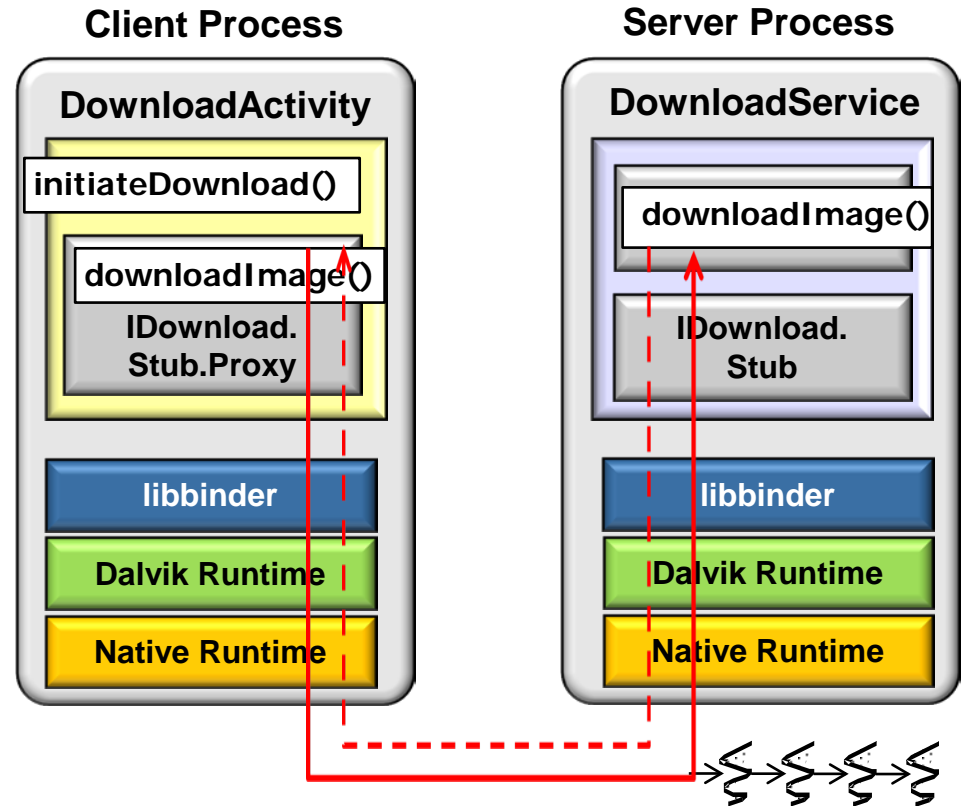 Client Process
DownloadActivity
initiateDownload()
downloadImage()
IDownload.
Stub.Proxy
libbinder
Dalvik Runtime
Native Runtime
Server Process
DownloadService
downloadImage()
IDownload.
Stub
libbinder
Dalvik Runtime
Native Runtime